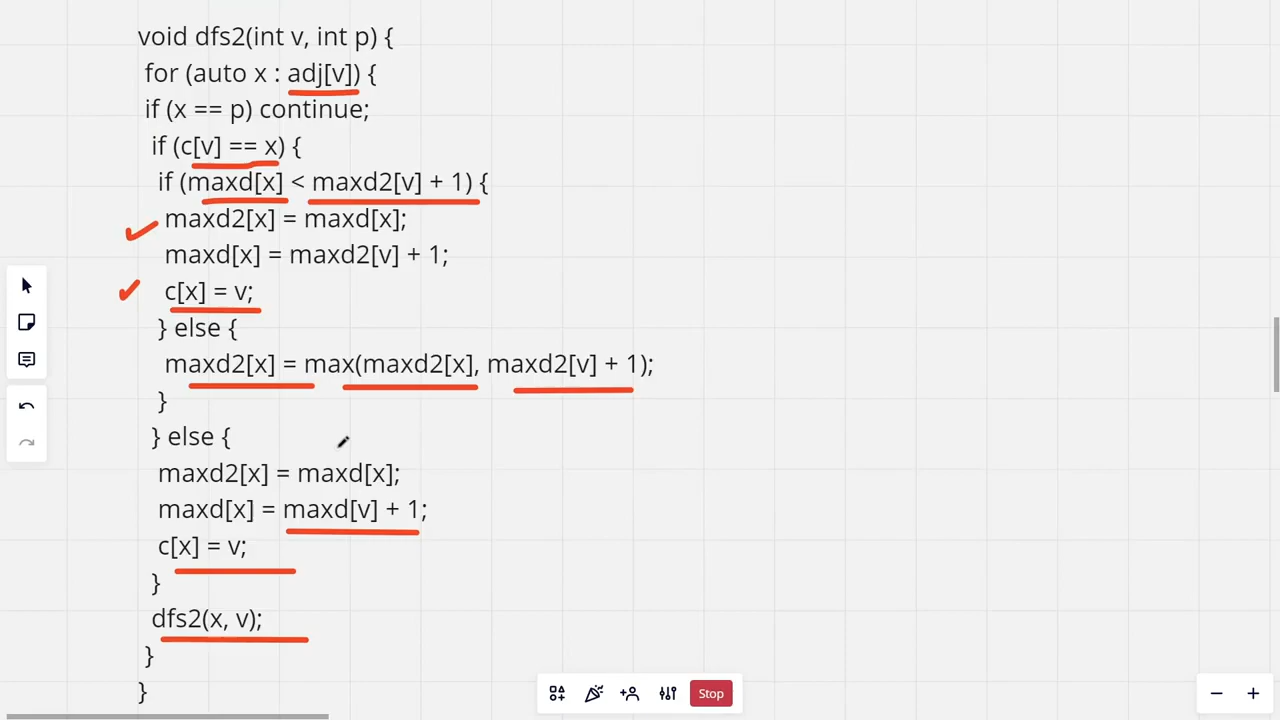 void dfs2(int v, int p) {
for (auto x : adj[v]) {
if (x == p) continue;
if (c[v] == x) {
if (maxd[x] < maxd2[v] + 1) {
maxd2[x] = maxd[x];
maxd[x] = maxd2[v] + 1;
c[x] = v;
} else {
maxd2[x] = max(maxd2[x], maxd2[v] + 1);
}
} else {
maxd2[x] = maxd[x];
maxd[x] = maxd[v] + 1;
c[x] = v;
}
dfs2(x, v);
}
}
Stop